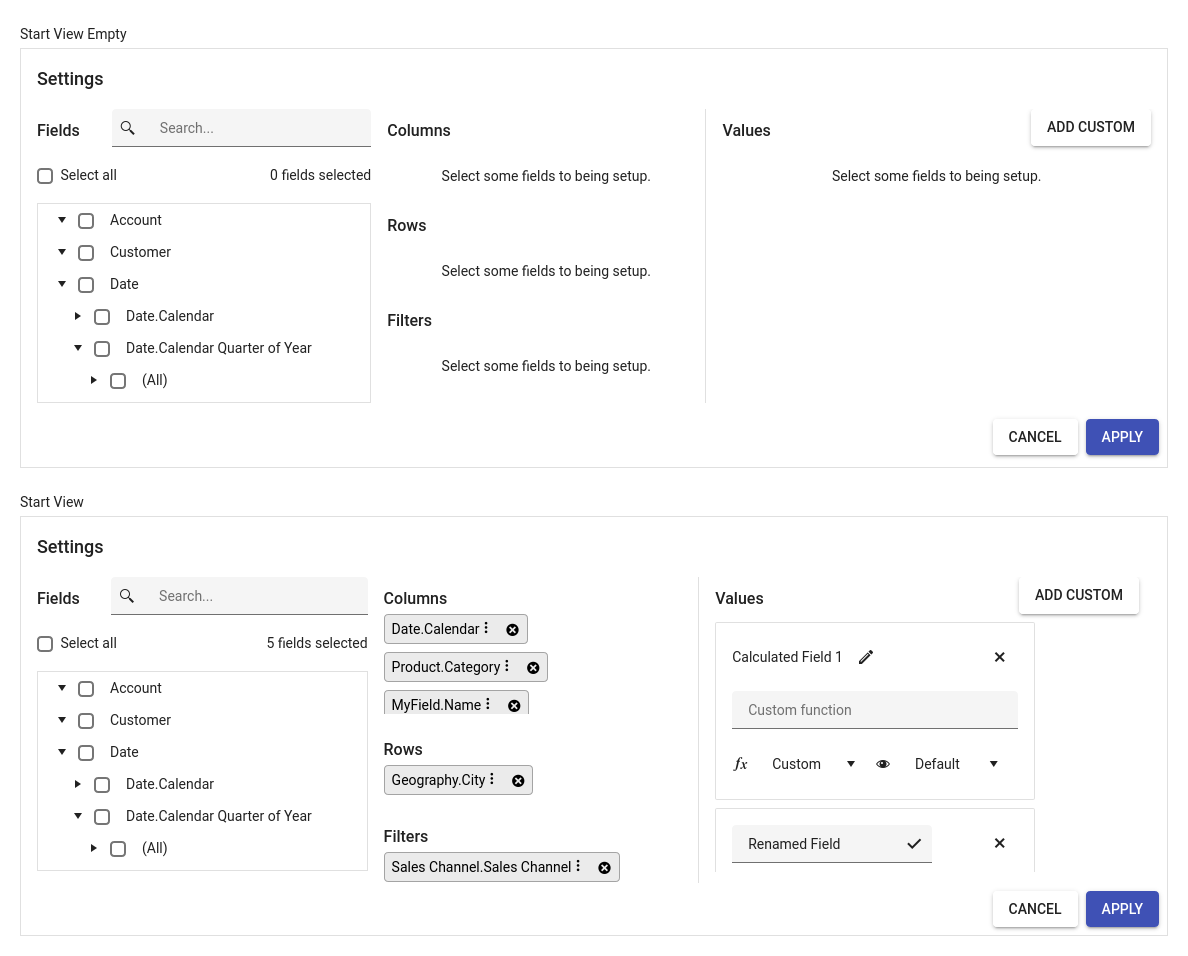 Start View Empty
Settings
Fields
Search...
Select all
0 fields selected
Account
Customer
Date
Date.Calendar
Date.Calendar Quarter of Year
(All)
Columns
Select some fields to being setup.
Rows
Select some fields to being setup.
Filters
Select some fields to being setup.
Values
ADD CUSTOM
Select some fields to being setup.
CANCEL
APPLY
Start View
Settings
Fields
Search...
Select all
5 fields selected
Account
Customer
Date
Date.Calendar
Date.Calendar Quarter of Year
(All)
Columns
Date.Calendar
Product.Category
MyField.Name
Rows
Geography.City
Filters
Sales Channel.Sales Channel
Values
ADD CUSTOM
Calculated Field 1
Custom function
fx Custom Default
Renamed Field
CANCEL
APPLY